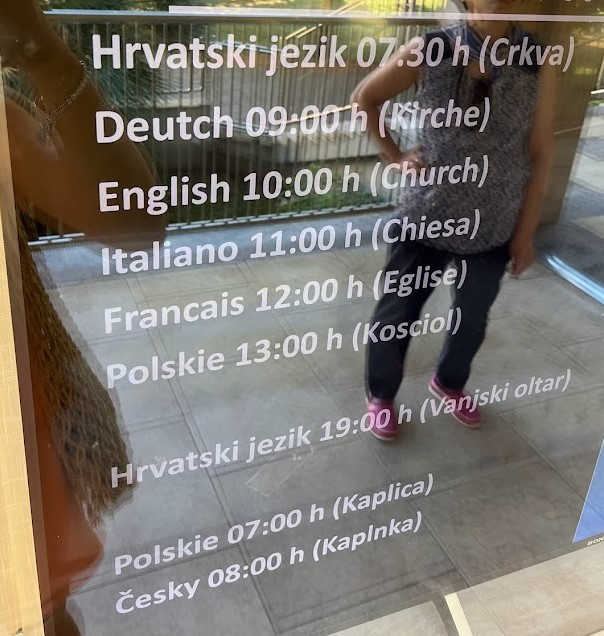 Hrvatski jezik 07:30 h (Crkva)
Deutch 09:00 h (Kirche)
English 10:00 h (Church)
Italiano 11:00 h (Chiesa)
Francais 12:00 h (Eglise)
Polskie 13:00 h (Kosciol)
Hrvatski jezik 19:00 h (Vanjski oltar)
Polskie 07:00 h (Kaplica)
Česky 08:00 h (Kaplnka)